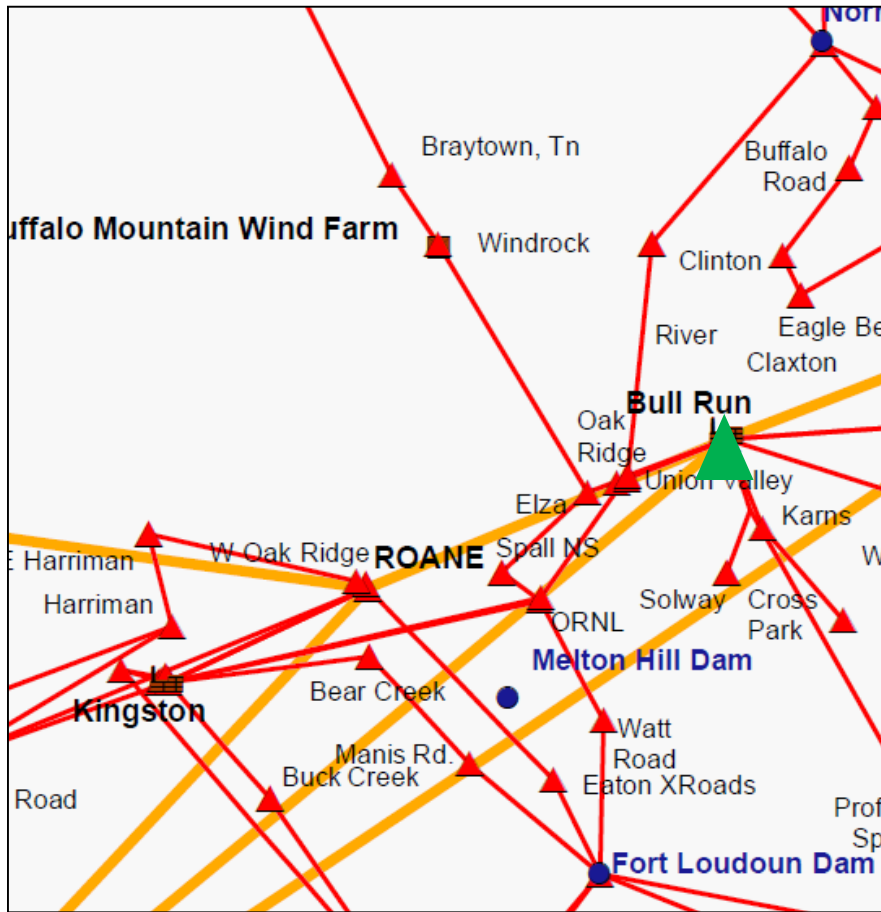 Norr
Braytown, Tn
Buffalo
Road
uffalo Mountain Wind Farm
Windrock
Clinton
River
Eagle Be
Claxton
Bull Run
Oak
Ridge
Union Valley
Elza
Karns
E Harriman
W Oak Ridge
ROANE
Spall NS
W
Harriman
Solway
Cross
Park
ORNL
Melton Hill Dam
Bear Creek
Kingston
Watt
Road
Manis Rd.
Buck Creek
Eaton XRoads
Road
Prof
Sp
Fort Loudoun Dam